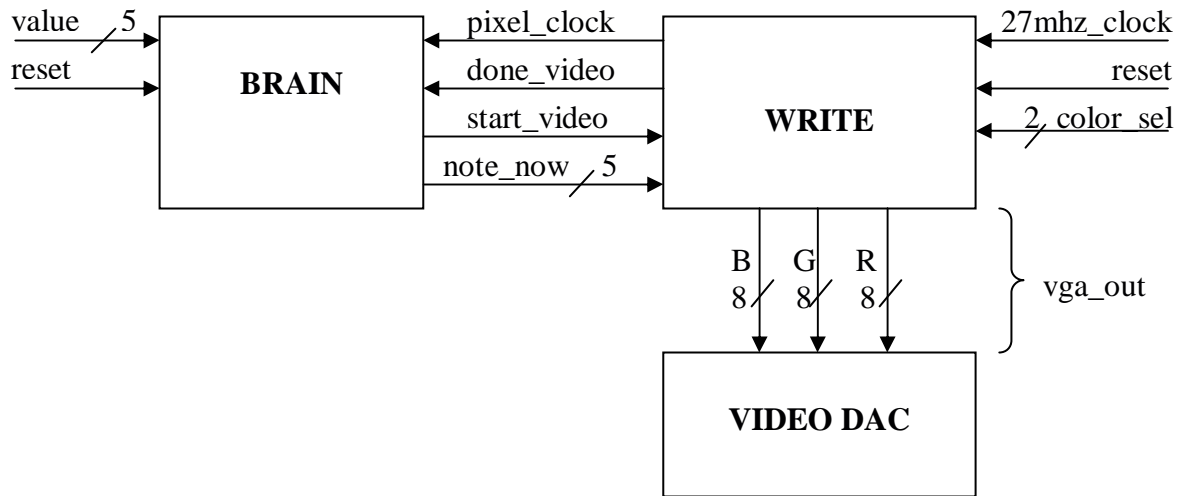 value 5
reset
BRAIN
pixel_clock
done_video
start_video
note_now 5
WRITE
27mhz_clock
reset
2 color_sel
B G R
8 8 8
vga_out
VIDEO DAC